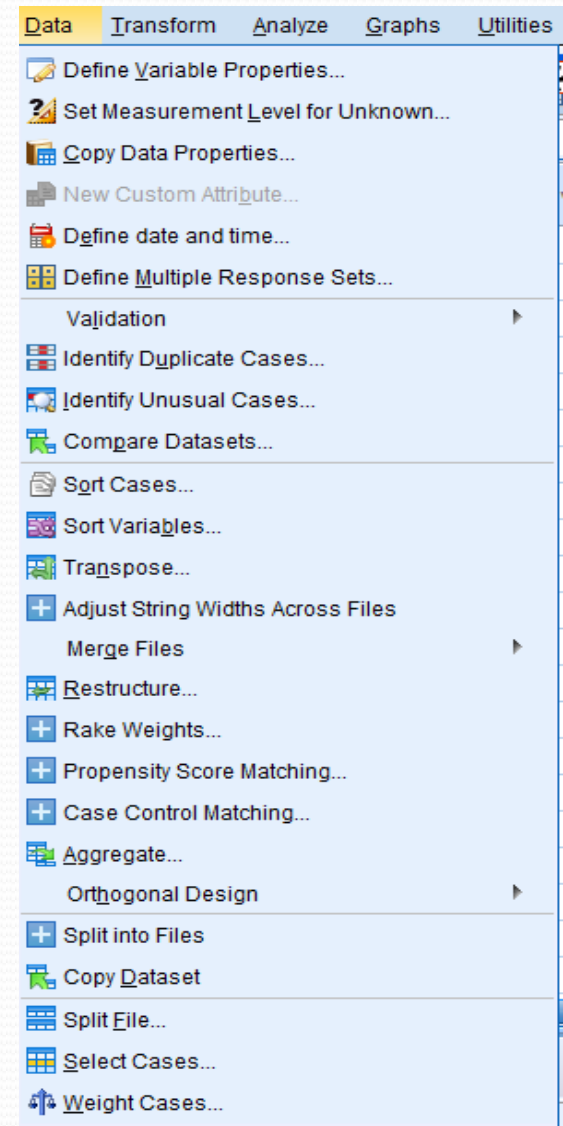 Data Transform Analyze Graphs Utilities
Define Variable Properties...
Set Measurement Level for Unknown...
Copy Data Properties...
New Custom Attribute...
Define date and time...
Define Multiple Response Sets...
Validation
Identify Duplicate Cases...
Identify Unusual Cases...
Compare Datasets...
Sort Cases...
Sort Variables...
Transpose...
Adjust String Widths Across Files
Merge Files
Restructure...
Rake Weights...
Propensity Score Matching...
Case Control Matching...
Aggregate...
Orthogonal Design
Split into Files
Copy Dataset
Split File...
Select Cases...
Weight Cases...